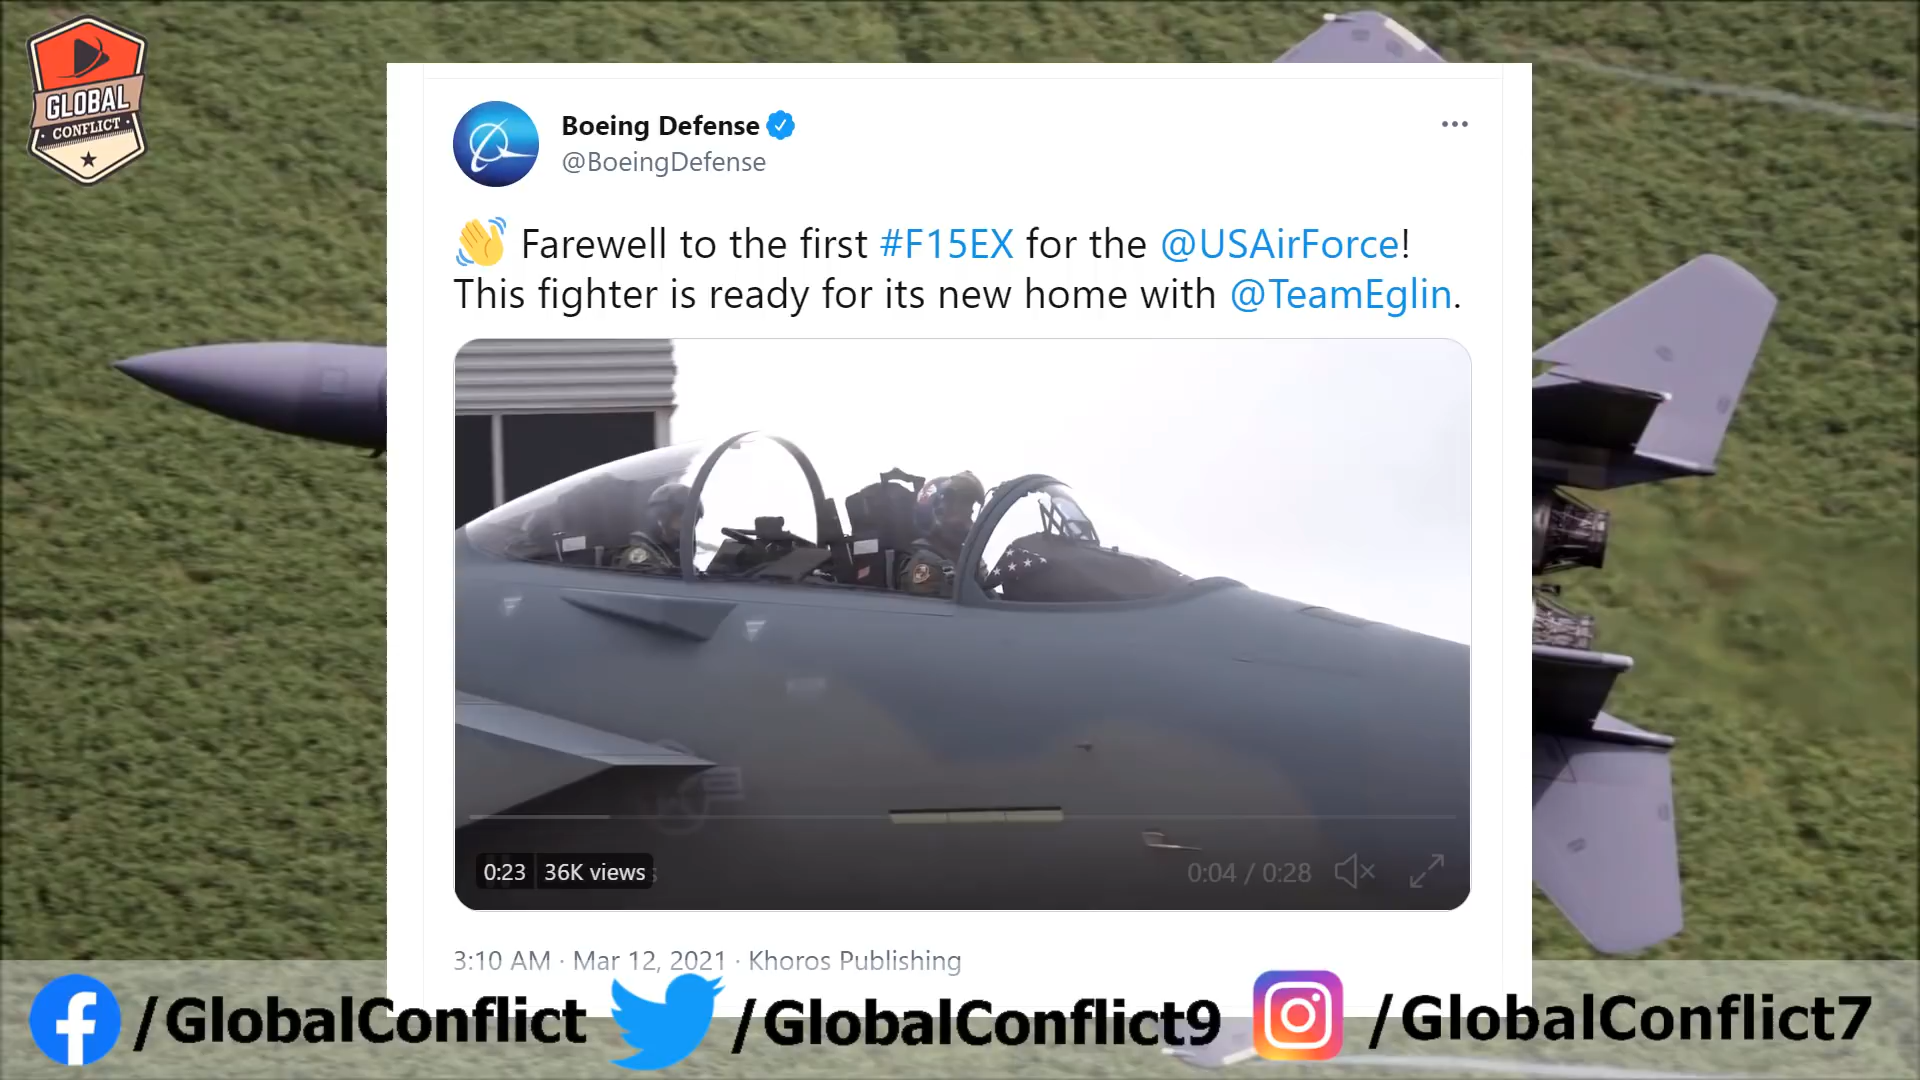 GLOBAL
CONFLICT
Boeing Defense
@BoeingDefense
👋 Farewell to the first #F15EX for the @USAirForce!
This fighter is ready for its new home with @TeamEglin.
0:23 36K views
0:04 / 0:28
3:10 AM · Mar 12, 2021 · Khoros Publishing
/GlobalConflict
/GlobalConflict9
/GlobalConflict7